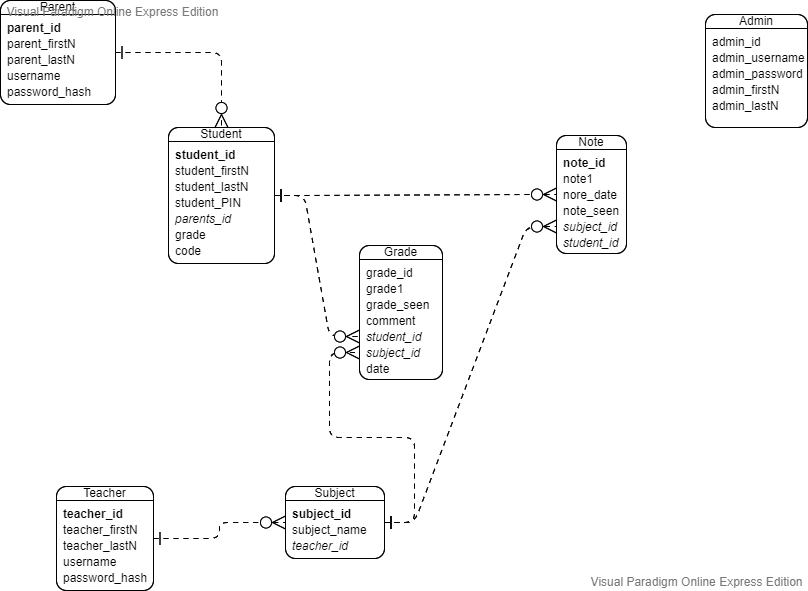 Visual Paradigm Online Express Edition
Parent
parent_id
parent_firstN
parent_lastN
username
password_hash
Admin
admin_id
admin_username
admin_password
admin_firstN
admin_lastN
Student
student_id
student_firstN
student_lastN
student_PIN
parents_id
grade
code
Note
note_id
note1
nore_date
note_seen
subject_id
student_id
Grade
grade_id
grade1
grade_seen
comment
student_id
subject_id
date
Teacher
teacher_id
teacher_firstN
teacher_lastN
username
password_hash
Subject
subject_id
subject_name
teacher_id
Visual Paradigm Online Express Edition